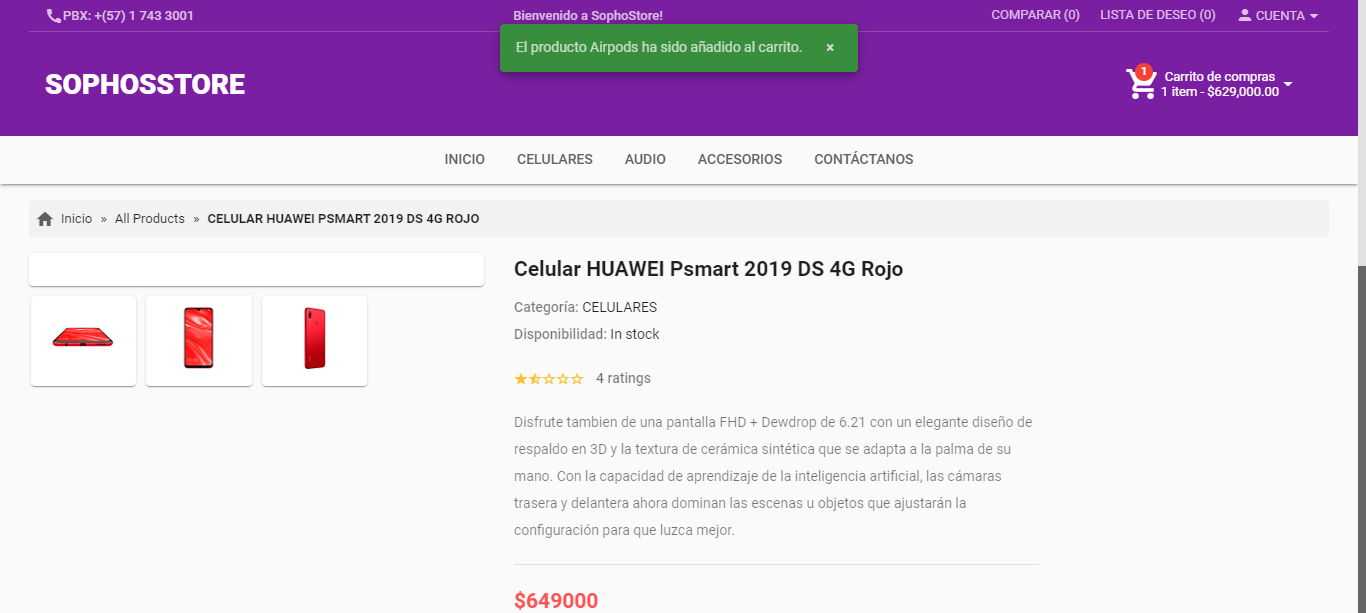 PBX: +(57) 1 743 3001
Bienvenido a SophoStore!
COMPARAR (0)
LISTA DE DESEO (0)
CUENTA
El producto Airpods ha sido añadido al carrito. ×
SOPHOSSTORE
1
Carrito de compras
1 item - $629,000.00
INICIO
CELULARES
AUDIO
ACCESORIOS
CONTÁCTANOS
Inicio » All Products » CELULAR HUAWEI PSMART 2019 DS 4G ROJO
Celular HUAWEI Psmart 2019 DS 4G Rojo
Categoría: CELULARES
Disponibilidad: In stock
4 ratings
Disfrute tambien de una pantalla FHD + Dewdrop de 6.21 con un elegante diseño de
respaldo en 3D y la textura de cerámica sintética que se adapta a la palma de su
mano. Con la capacidad de aprendizaje de la inteligencia artificial, las cámaras
trasera y delantera ahora dominan las escenas u objetos que ajustarán la
configuración para que luzca mejor.
$649000